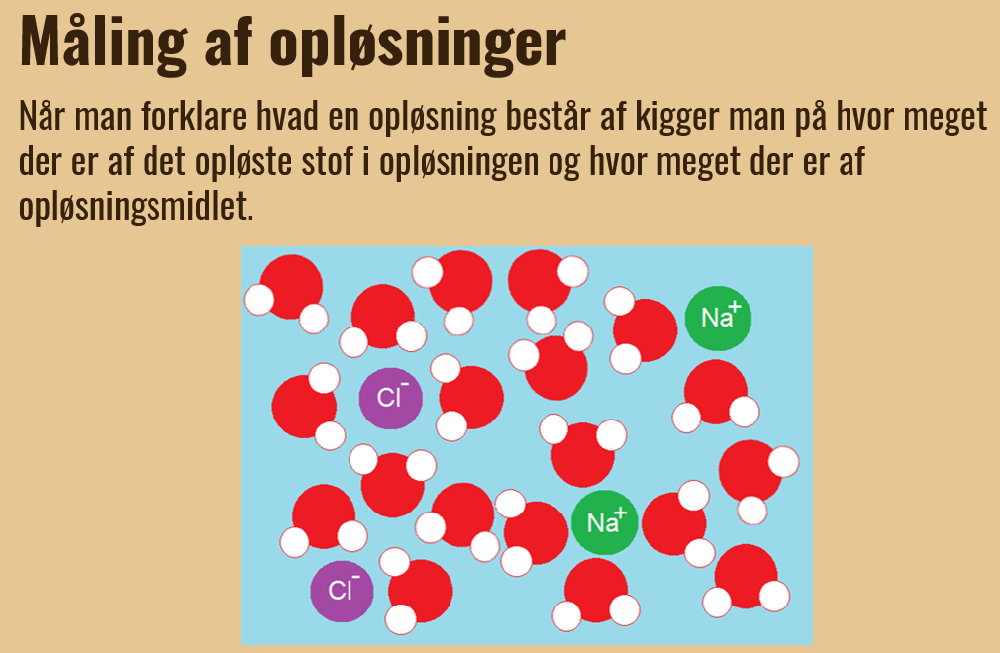 Måling af opløsninger
Når man forklare hvad en opløsning består af kigger man på hvor meget
der er af det opløste stof i opløsningen og hvor meget der er af
opløsningsmidlet.
Na+
Cl-
Na+
Cl-